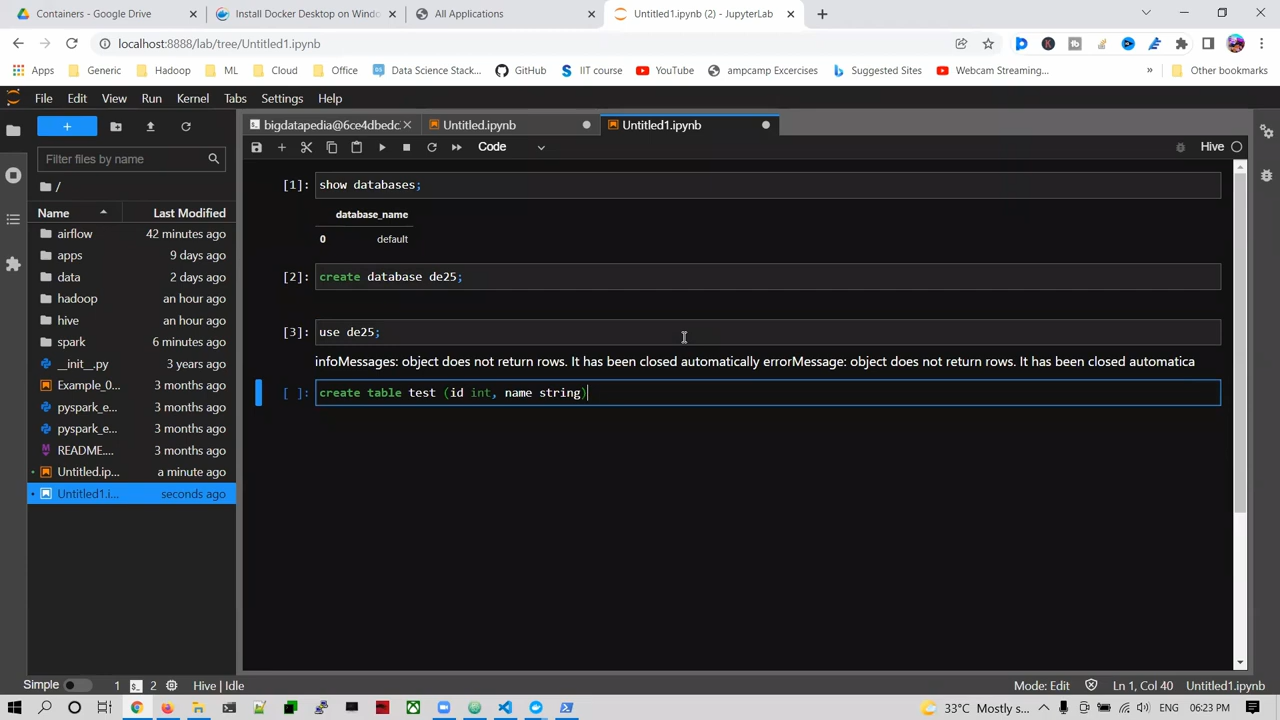 Containers - Google Drive
Install Docker Desktop on Windo
All Applications
Untitled1.ipynb (2) - JupyterLab
localhost:8888/lab/tree/Untitled1.ipynb
Apps Generic Hadoop ML Cloud Office Data Science Stack... GitHub IIT course YouTube ampcamp Excercises Suggested Sites Webcam Streaming... » Other bookmarks
File Edit View Run Kernel Tabs Settings Help
bigdatapedia@6ce4dbedc
Untitled.ipynb
Untitled1.ipynb
Filter files by name
Code
Hive
/
Name Last Modified
airflow 42 minutes ago
apps 9 days ago
data 2 days ago
hadoop an hour ago
hive an hour ago
spark 6 minutes ago
__init__.py 3 years ago
Example_0... 3 months ago
pyspark_e... 3 months ago
pyspark_e... 3 months ago
README.... 3 months ago
Untitled.ip... a minute ago
Untitled1.i... seconds ago
[1]: show databases;
database_name
0 default
[2]: create database de25;
[3]: use de25;
infoMessages: object does not return rows. It has been closed automatically errorMessage: object does not return rows. It has been closed automatica
[ ]: create table test (id int, name string)
Simple 1 2 Hive | Idle Mode: Edit Ln 1, Col 40 Untitled1.ipynb
33°C Mostly s... ENG 06:23 PM